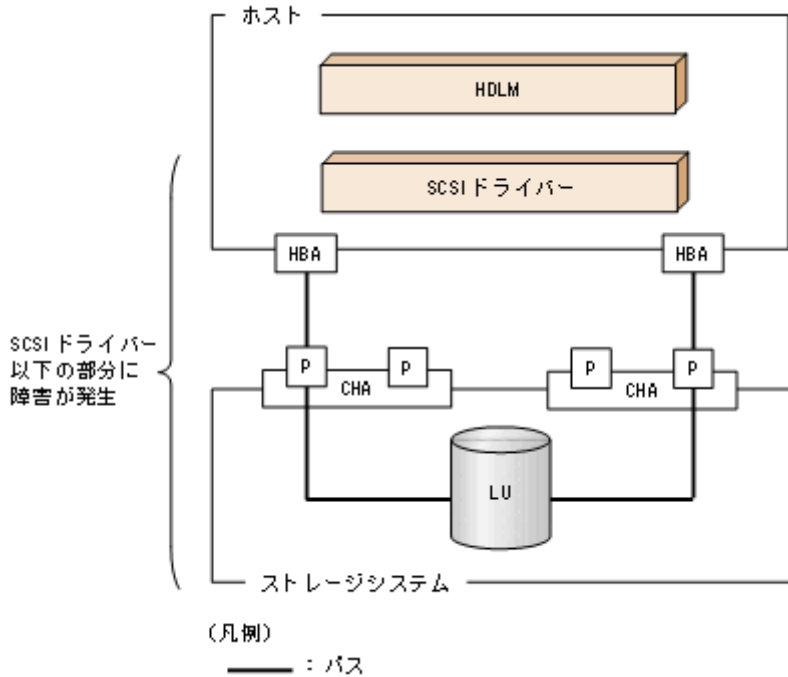 ホスト
HDLM
SCSIドライバー
HBA
HBA
SCSIドライバー
以下の部分に
障害が発生
P
P
P
P
CHA
CHA
LU
ストレージシステム
(凡例)
: パス